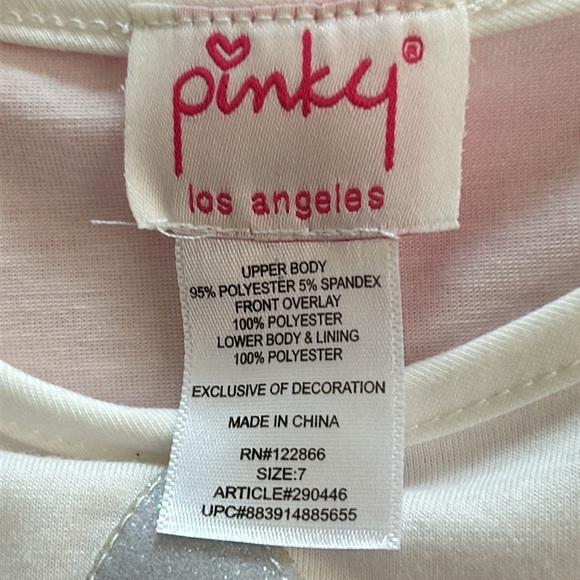 pinky®
los angeles
UPPER BODY
95% POLYESTER 5% SPANDEX
FRONT OVERLAY
100% POLYESTER
LOWER BODY & LINING
100% POLYESTER
EXCLUSIVE OF DECORATION
MADE IN CHINA
RN#122866
SIZE:7
ARTICLE#290446
UPC#883914885655